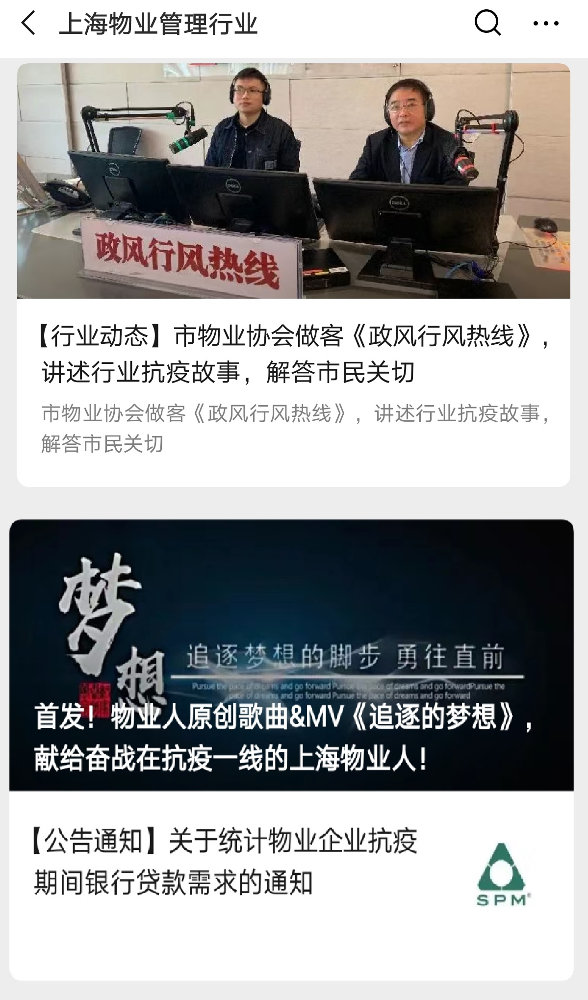 上海物业管理行业
DELL
DELL
DELL
政风行风热线
【行业动态】市物业协会做客《政风行风热线》，
讲述行业抗疫故事，解答市民关切
市物业协会做客《政风行风热线》，讲述行业抗疫故事，
解答市民关切
梦想
追逐梦想的脚步 勇往直前
Pursue the pace of dreams and go forward Pursue the pace of dreams and go forwardPursue the
pace of dreams and go forward Pursue the pace of dreams and go forward
首发！物业人原创歌曲&MV《追逐的梦想》，
献给奋战在抗疫一线的上海物业人！
【公告通知】关于统计物业企业抗疫
期间银行贷款需求的通知
SPM®